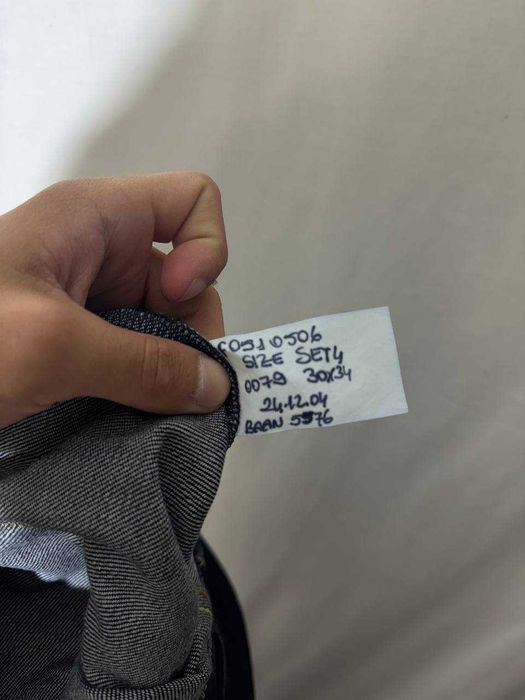 C0510506
SIZE SET4
0079 30x34
24.12.04
BAAN 5576